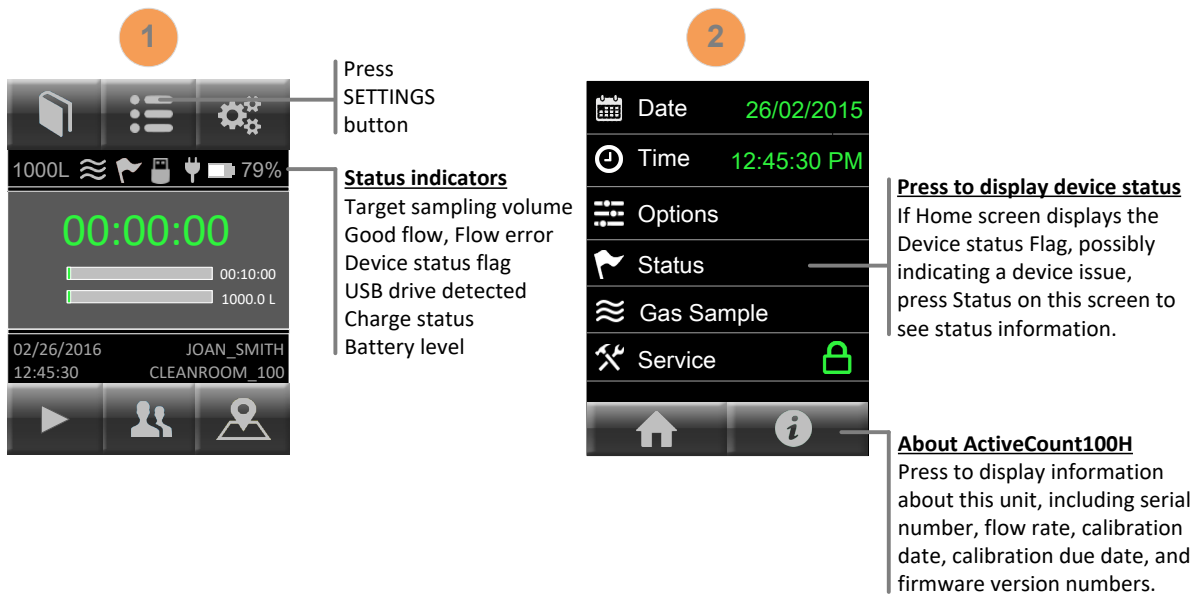 1
Press
SETTINGS
button
1000L 79%
Status indicators
Target sampling volume
Good flow, Flow error
Device status flag
USB drive detected
Charge status
Battery level
00:00:00
00:10:00
1000.0 L
02/26/2016 JOAN_SMITH
12:45:30 CLEANROOM_100
2
Date 26/02/2015
Time 12:45:30 PM
Options
Status
Gas Sample
Service
i
Press to display device status
If Home screen displays the
Device status Flag, possibly
indicating a device issue,
press Status on this screen to
see status information.
About ActiveCount100H
Press to display information
about this unit, including serial
number, flow rate, calibration
date, calibration due date, and
firmware version numbers.